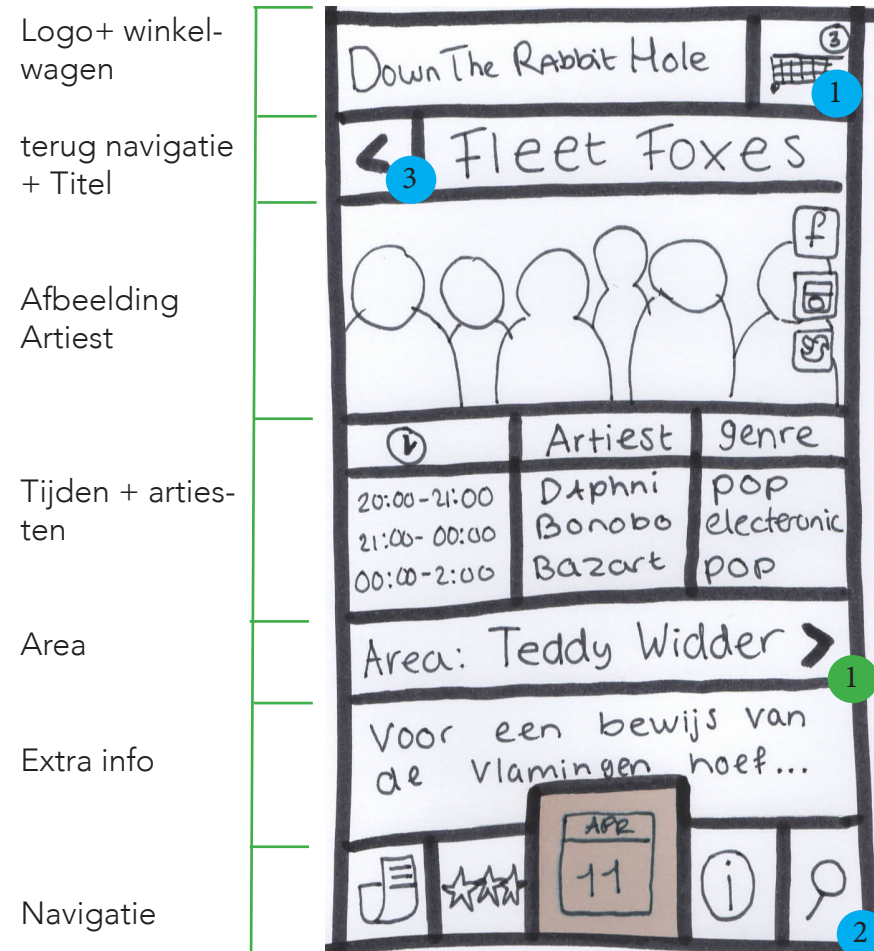 Logo+ winkel-
wagen
Down The Rabbit Hole
3
1
terug navigatie
+ Titel
<
3
Fleet Foxes
Afbeelding
Artiest
f
Artiest
genre
Tijden + arties-
ten
20:00-21:00 Daphni pop
21:00-00:00 Bonobo electeronic
00:00-2:00 Bazart pop
Area
Area: Teddy Widder >
1
Extra info
Voor een bewijs van
de Vlamingen hoef...
APR
11
i
Navigatie
2